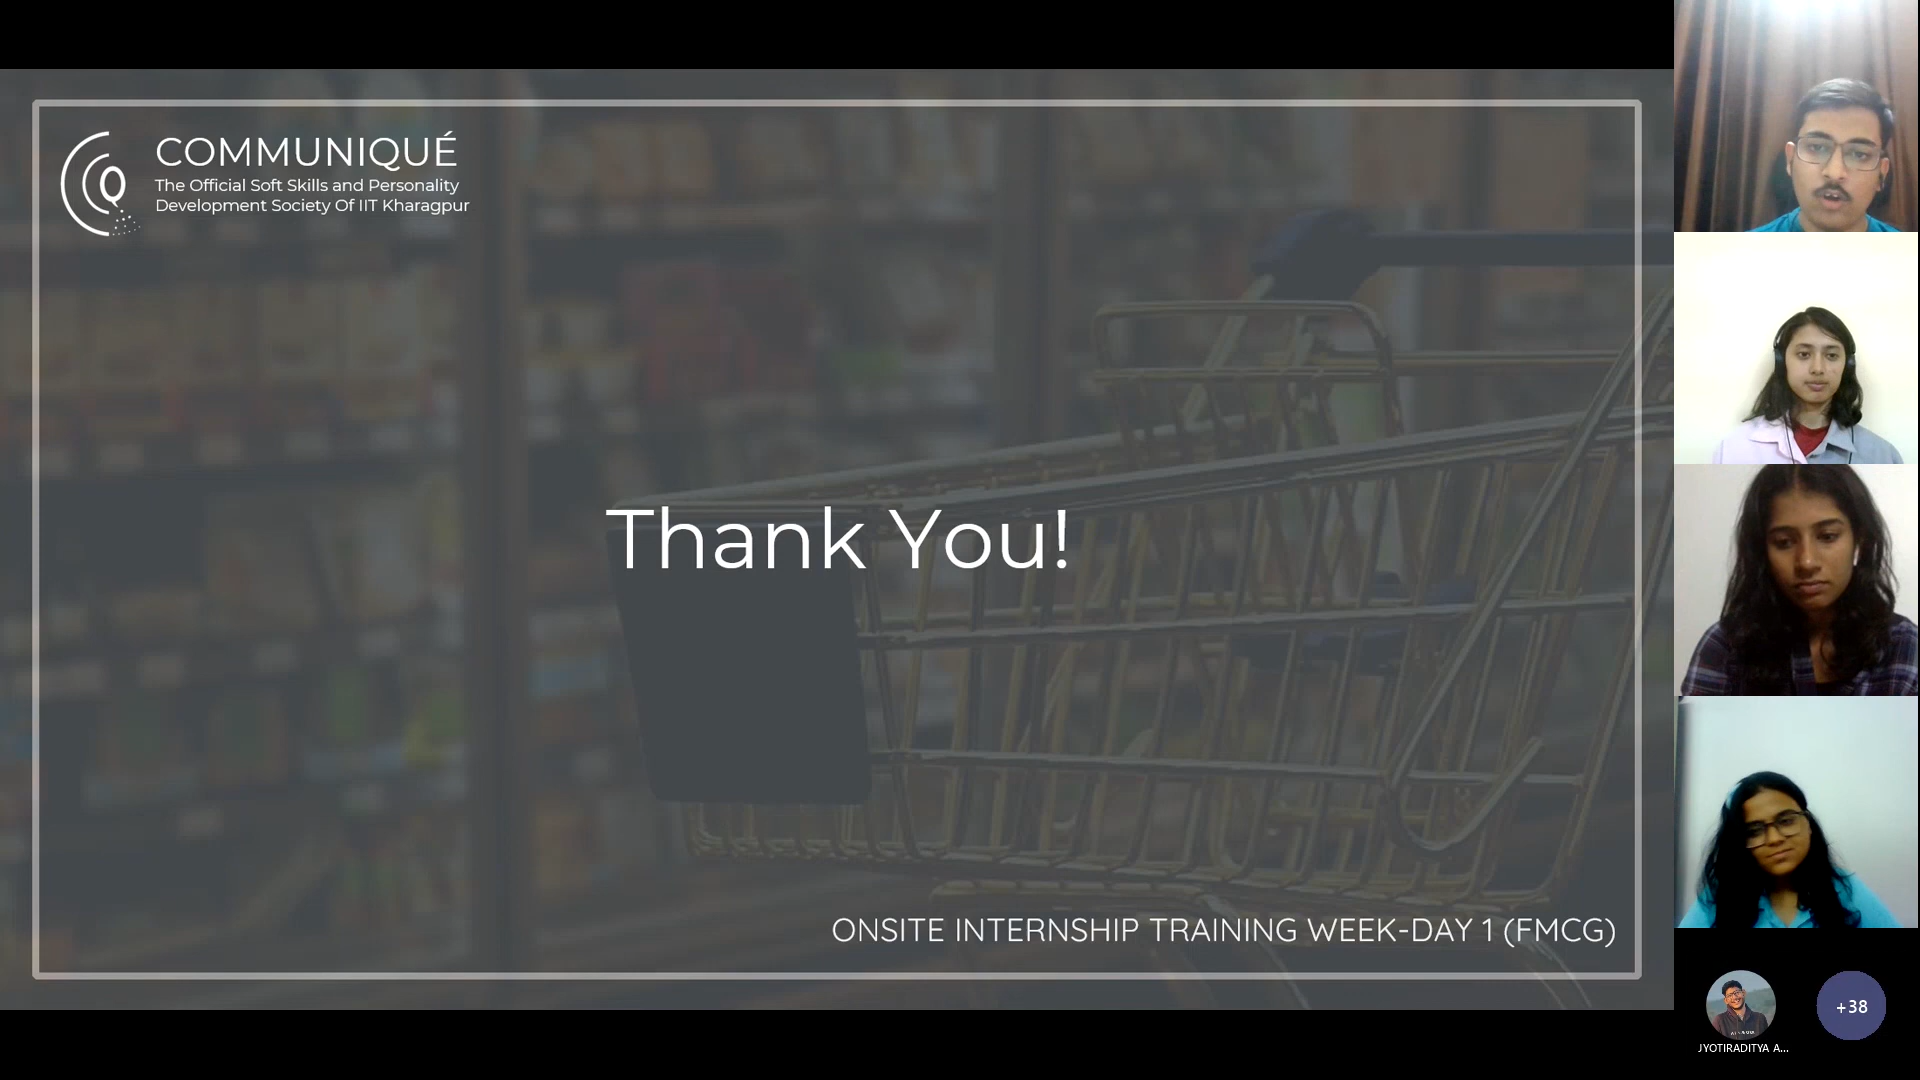 COMMUNIQUÉ
The Official Soft Skills and Personality
Development Society Of IIT Kharagpur
Thank You!
ONSITE INTERNSHIP TRAINING WEEK-DAY 1 (FMCG)
+38
JYOTIRADITYA A...